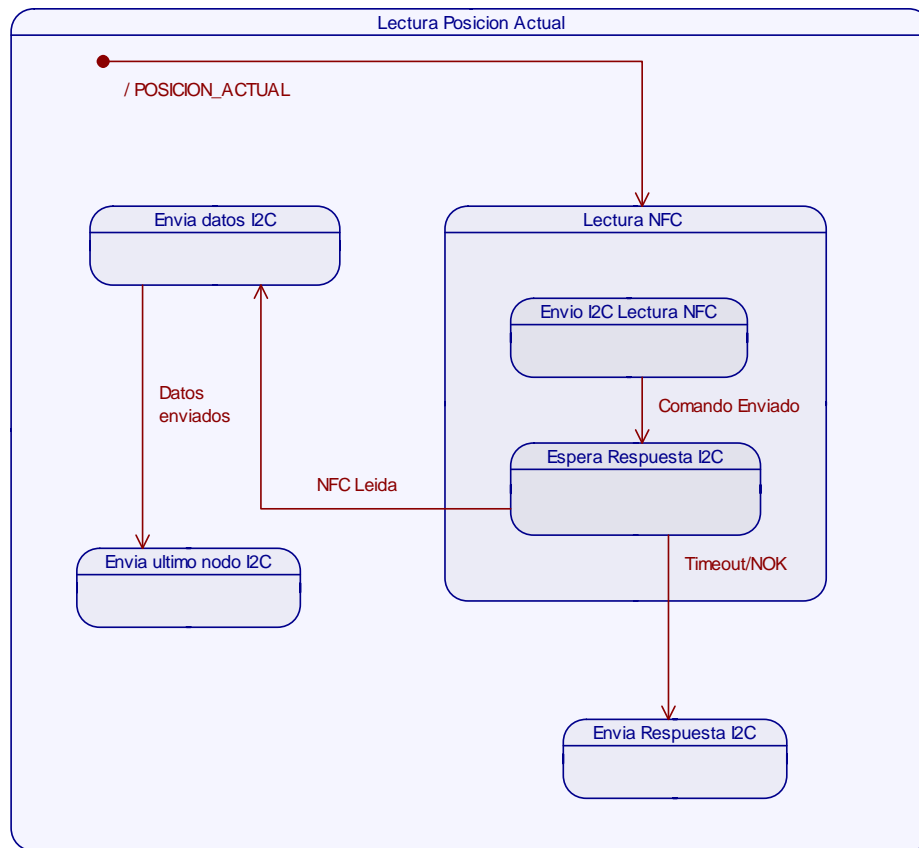 Lectura Posicion Actual
/ POSICION_ACTUAL
Envia datos I2C
Lectura NFC
Envio I2C Lectura NFC
Datos
enviados
Comando Enviado
Espera Respuesta I2C
NFC Leida
Envia ultimo nodo I2C
Timeout/NOK
Envia Respuesta I2C